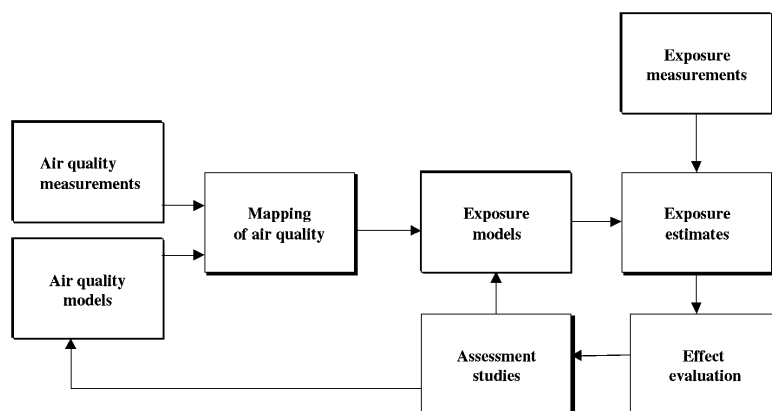 Exposure
measurements
Air quality
measurements
Mapping
of air quality
Exposure
models
Exposure
estimates
Air quality
models
Assessment
studies
Effect
evaluation